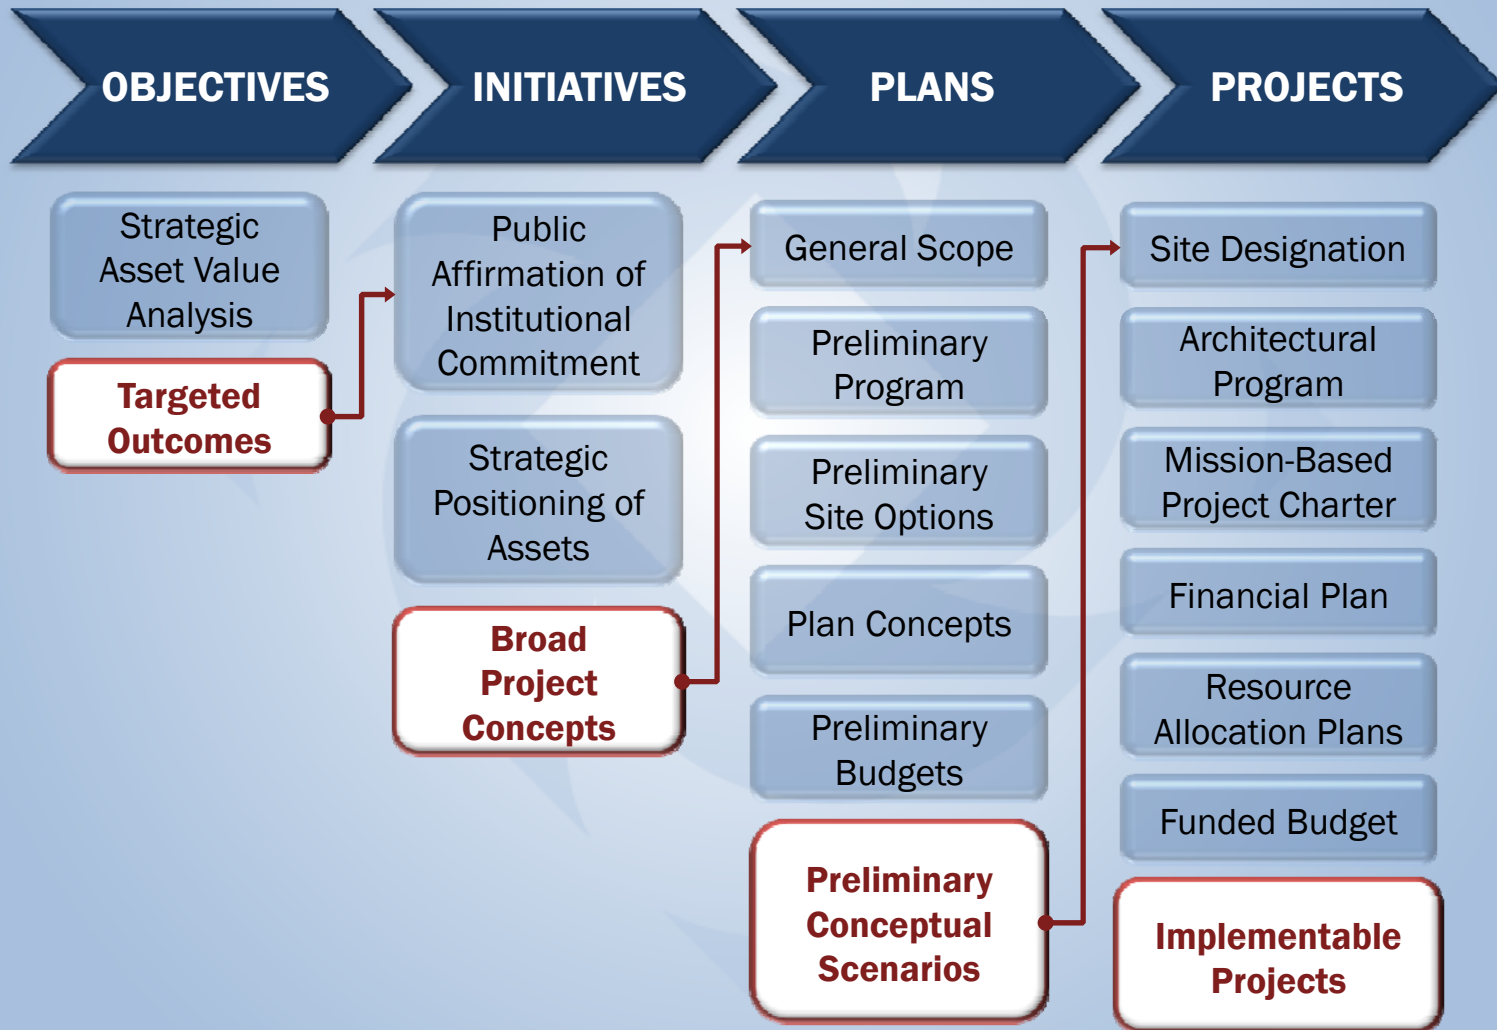 OBJECTIVES
INITIATIVES
PLANS
PROJECTS
Strategic
Asset Value
Analysis
Targeted
Outcomes
Public
Affirmation of
Institutional
Commitment
Strategic
Positioning of
Assets
Broad
Project
Concepts
General Scope
Preliminary
Program
Preliminary
Site Options
Plan Concepts
Preliminary
Budgets
Preliminary
Conceptual
Scenarios
Site Designation
Architectural
Program
Mission-Based
Project Charter
Financial Plan
Resource
Allocation Plans
Funded Budget
Implementable
Projects